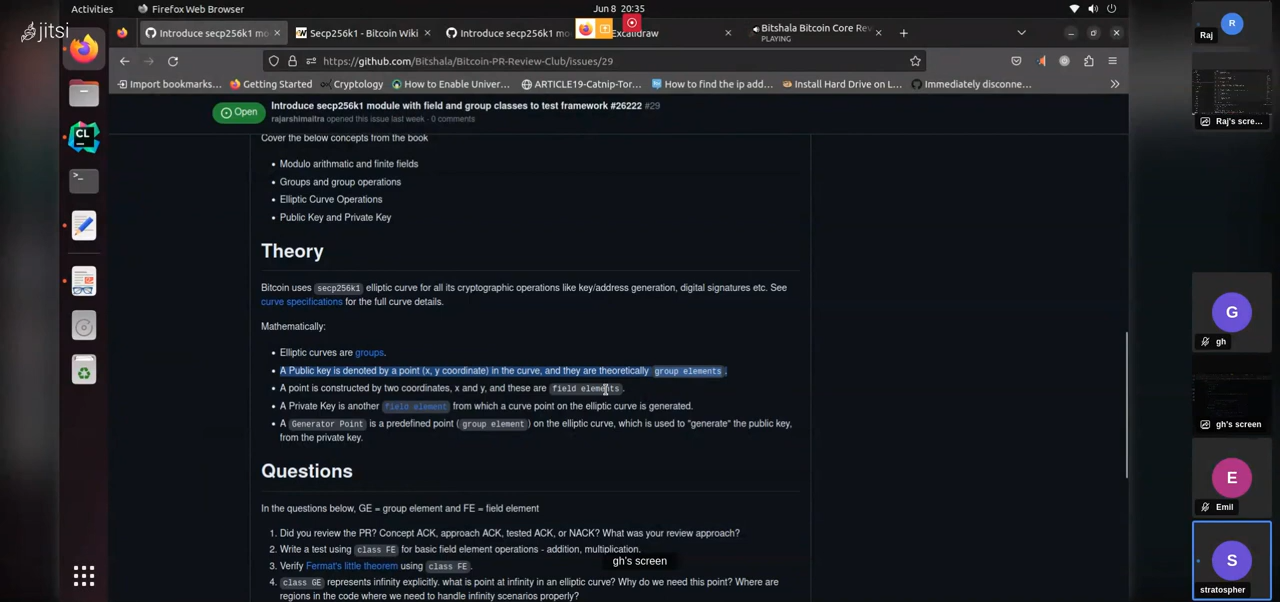 Activities
Firefox Web Browser
Jun 8 20:35
jitsi
Introduce secp256k1 mo
Secp256k1 - Bitcoin Wiki
Introduce secp256k1 mo
Excalidraw
Bitshala Bitcoin Core Rev
PLAYING
https://github.com/Bitshala/Bitcoin-PR-Review-Club/issues/29
Import bookmarks...
Getting Started
Cryptology
How to Enable Univer...
ARTICLE19-Catnip-Tor...
How to find the ip add...
Install Hard Drive on L...
Immediately disconne...
Open
Introduce secp256k1 module with field and group classes to test framework #26222 #29
rajarshimaitra opened this issue last week · 0 comments
Cover the below concepts from the book
• Modulo arithmatic and finite fields
• Groups and group operations
• Elliptic Curve Operations
• Public Key and Private Key
Theory
Bitcoin uses secp256k1 elliptic curve for all its cryptographic operations like key/address generation, digital signatures etc. See
curve specifications for the full curve details.
Mathematically:
• Elliptic curves are groups.
• A Public key is denoted by a point (x, y coordinate) in the curve, and they are theoretically group elements.
• A point is constructed by two coordinates, x and y, and these are field elements.
• A Private Key is another field element from which a curve point on the elliptic curve is generated.
• A Generator Point is a predefined point (group element) on the elliptic curve, which is used to "generate" the public key,
from the private key.
Questions
In the questions below, GE = group element and FE = field element
1. Did you review the PR? Concept ACK, approach ACK, tested ACK, or NACK? What was your review approach?
2. Write a test using class FE for basic field element operations - addition, multiplication.
3. Verify Fermat's little theorem using class FE.
4. class GE represents infinity explicitly. what is point at infinity in an elliptic curve? Why do we need this point? Where are
regions in the code where we need to handle infinity scenarios properly?
gh's screen
CL
R
Raj
Raj's scre...
G
gh
gh's screen
E
Emil
S
stratospher